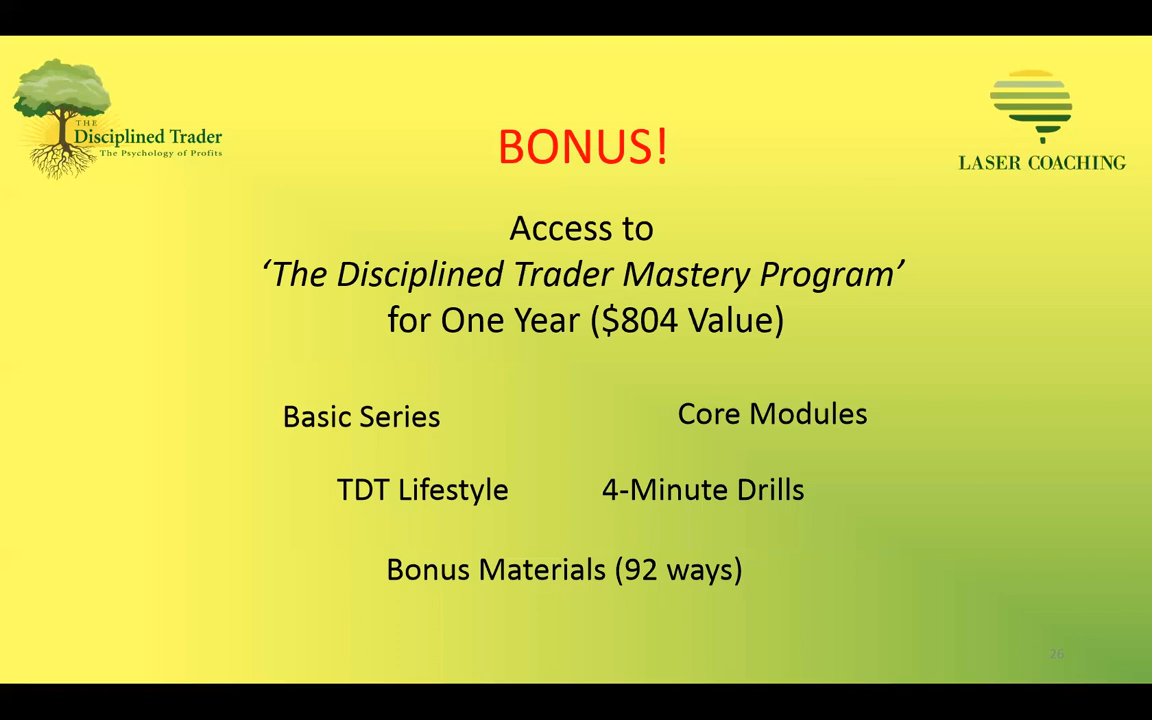 THE
Disciplined Trader
The Psychology of Profits
LASER COACHING
BONUS!
Access to
‘The Disciplined Trader Mastery Program’
for One Year ($804 Value)
Basic Series
Core Modules
TDT Lifestyle
4-Minute Drills
Bonus Materials (92 ways)
26